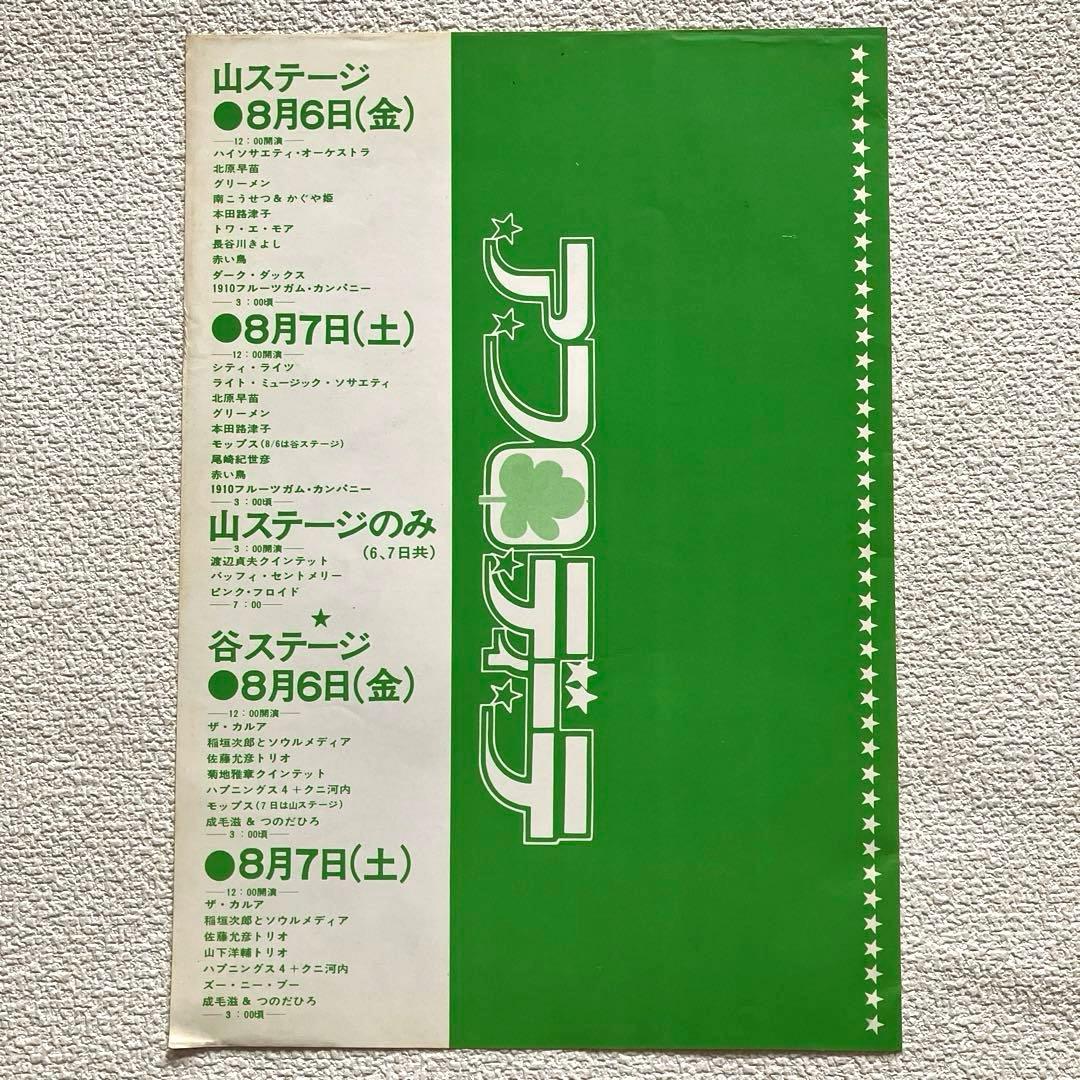 山ステージ
●8月6日(金)
12:00開演
ハイソサエティ・オーケストラ
北原早苗
グリーメン
南こうせつ&かぐや姫
本田路津子
トワ・エ・モア
長谷川きよし
赤い鳥
ダーク・ダックス
1910フルーツガム・カンパニー
3:00頃
●8月7日(土)
12:00開演
シティ・ライツ
ライト・ミュージック・ソサエティ
北原早苗
グリーメン
本田路津子
モップス(8/6は谷ステージ)
尾崎紀世彦
赤い鳥
1910フルーツガム・カンパニー
3:00頃
山ステージのみ
(6、7日共)
3:00開演
渡辺貞夫クインテット
バッフィ・セントメリー
ピンク・フロイド
7:00
★
谷ステージ
●8月6日(金)
12:00開演
ザ・カルア
稲垣次郎とソウルメディア
佐藤允彦トリオ
菊地雅章クインテット
ハプニングス4+クニ河内
モップス(7日は山ステージ)
成毛滋&つのだひろ
3:00頃
●8月7日(土)
12:00開演
ザ・カルア
稲垣次郎とソウルメディア
佐藤允彦トリオ
山下洋輔トリオ
ハプニングス4+クニ河内
ズー・ニー・ブー
成毛滋&つのだひろ
3:00頃
アフロディーテ